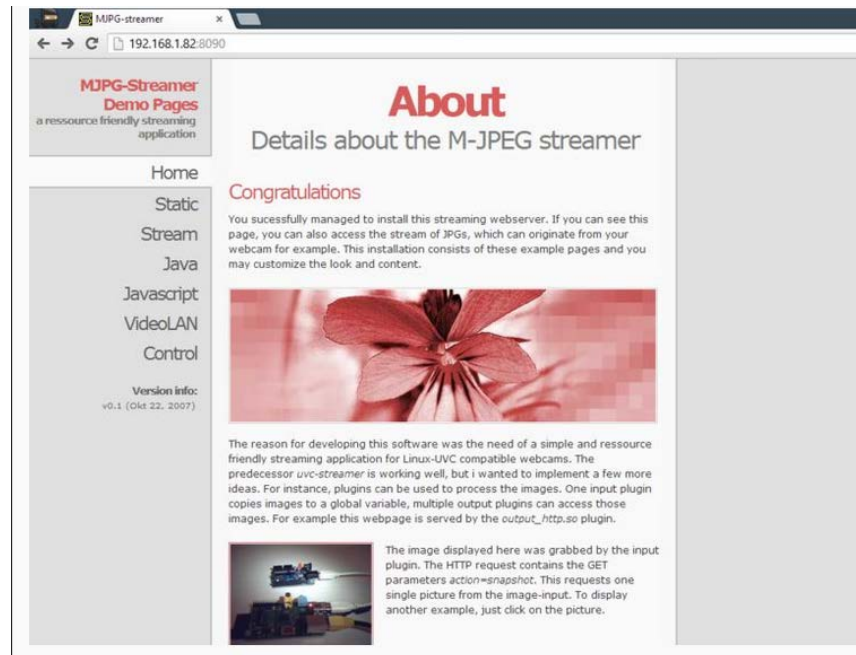 MJPG-streamer
192.168.1.82:8090
MJPG-Streamer
Demo Pages
a ressource friendly streaming
application
Home
Static
Stream
Java
Javascript
VideoLAN
Control
Version info:
v0.1 (Okt 22, 2007)
About
Details about the M-JPEG streamer
Congratulations
You sucessfully managed to install this streaming webserver. If you can see this
page, you can also access the stream of JPGs, which can originate from your
webcam for example. This installation consists of these example pages and you
may customize the look and content.
The reason for developing this software was the need of a simple and ressource
friendly streaming application for Linux-UVC compatible webcams. The
predecessor uvc-streamer is working well, but i wanted to implement a few more
ideas. For instance, plugins can be used to process the images. One input plugin
copies images to a global variable, multiple output plugins can access those
images. For example this webpage is served by the output_http.so plugin.
The image displayed here was grabbed by the input
plugin. The HTTP request contains the GET
parameters action=snapshot. This requests one
single picture from the image-input. To display
another example, just click on the picture.